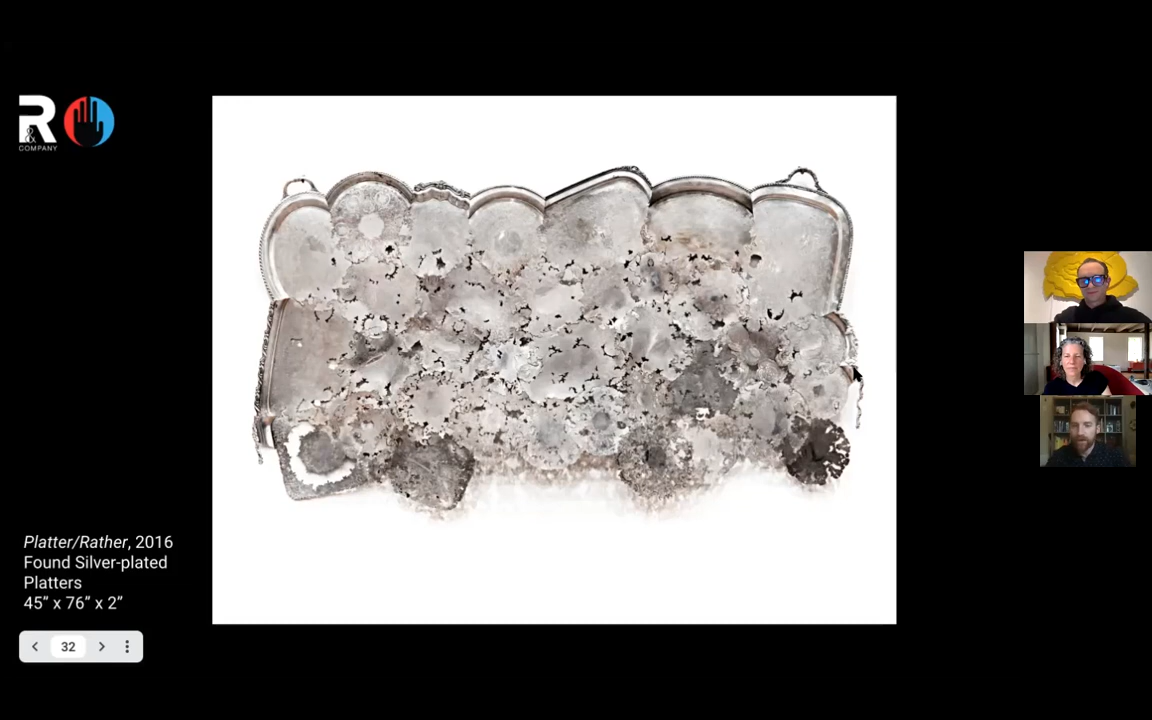 R
&
COMPANY
Platter/Rather, 2016
Found Silver-plated
Platters
45” x 76” x 2”
32